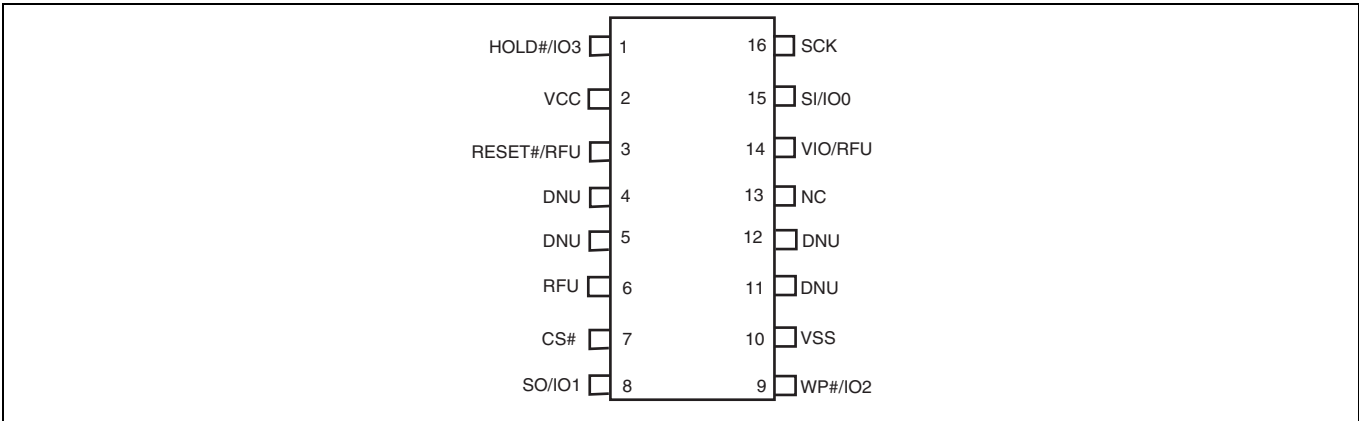 HOLD#/IO3 1 16 SCK
VCC 2 15 SI/IO0
RESET#/RFU 3 14 VIO/RFU
DNU 4 13 NC
DNU 5 12 DNU
RFU 6 11 DNU
CS# 7 10 VSS
SO/IO1 8 9 WP#/IO2